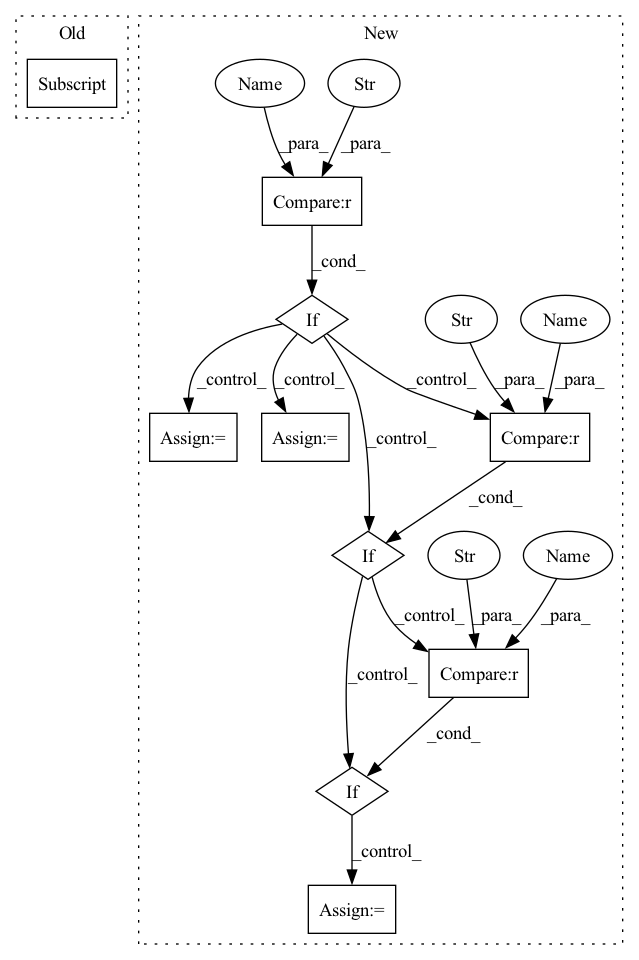 Old
New
Subscript
Name
Str
_para_
_para_
Compare:r
_cond_
If
Str
Name
_control_
_control_
_control_
_para_
_para_
Assign:=
Assign:=
_control_
Compare:r
_cond_
If
Str
Name
_control_
_para_
_para_
_control_
Compare:r
_cond_
If
_control_
Assign:=